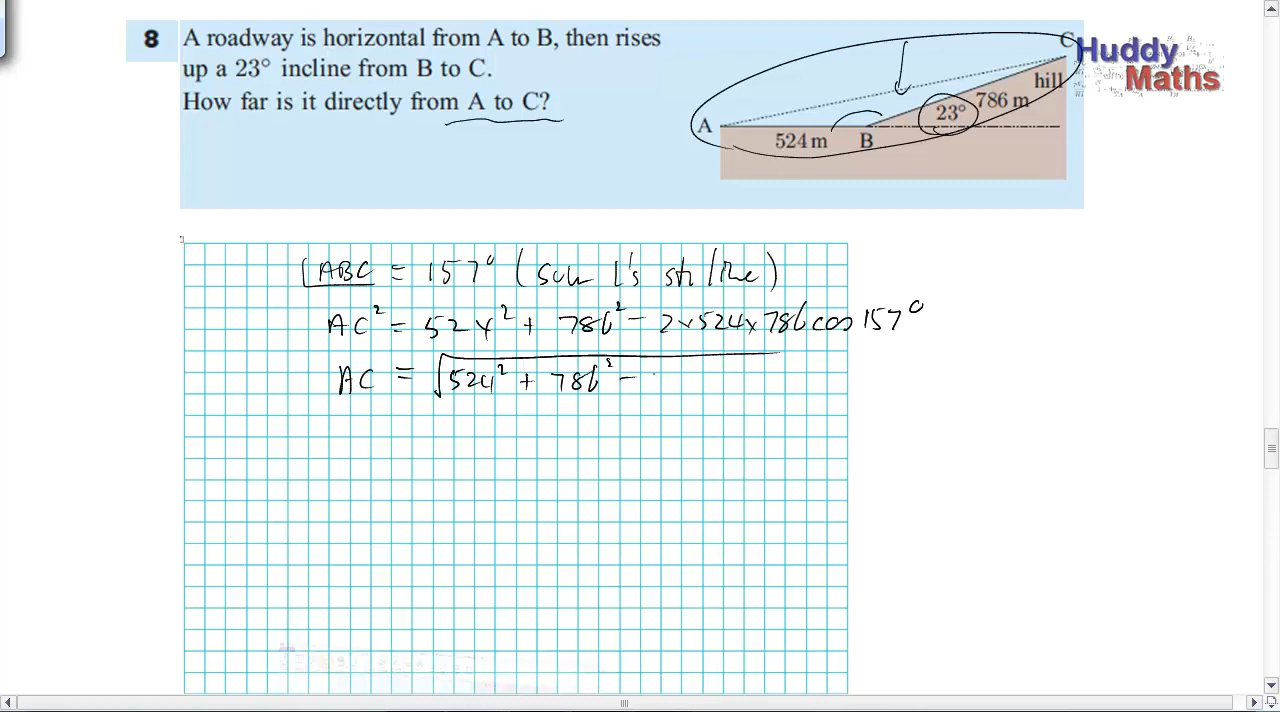 8 A roadway is horizontal from A to B, then rises
up a 23° incline from B to C.
How far is it directly from A to C?
C
hill
786 m
23°
A
524 m
B
Huddy
Maths
∠ABC = 157° (sum ∠'s str line)
AC² = 524² + 786² - 2×524×786 cos 157°
AC = √524² + 786² -